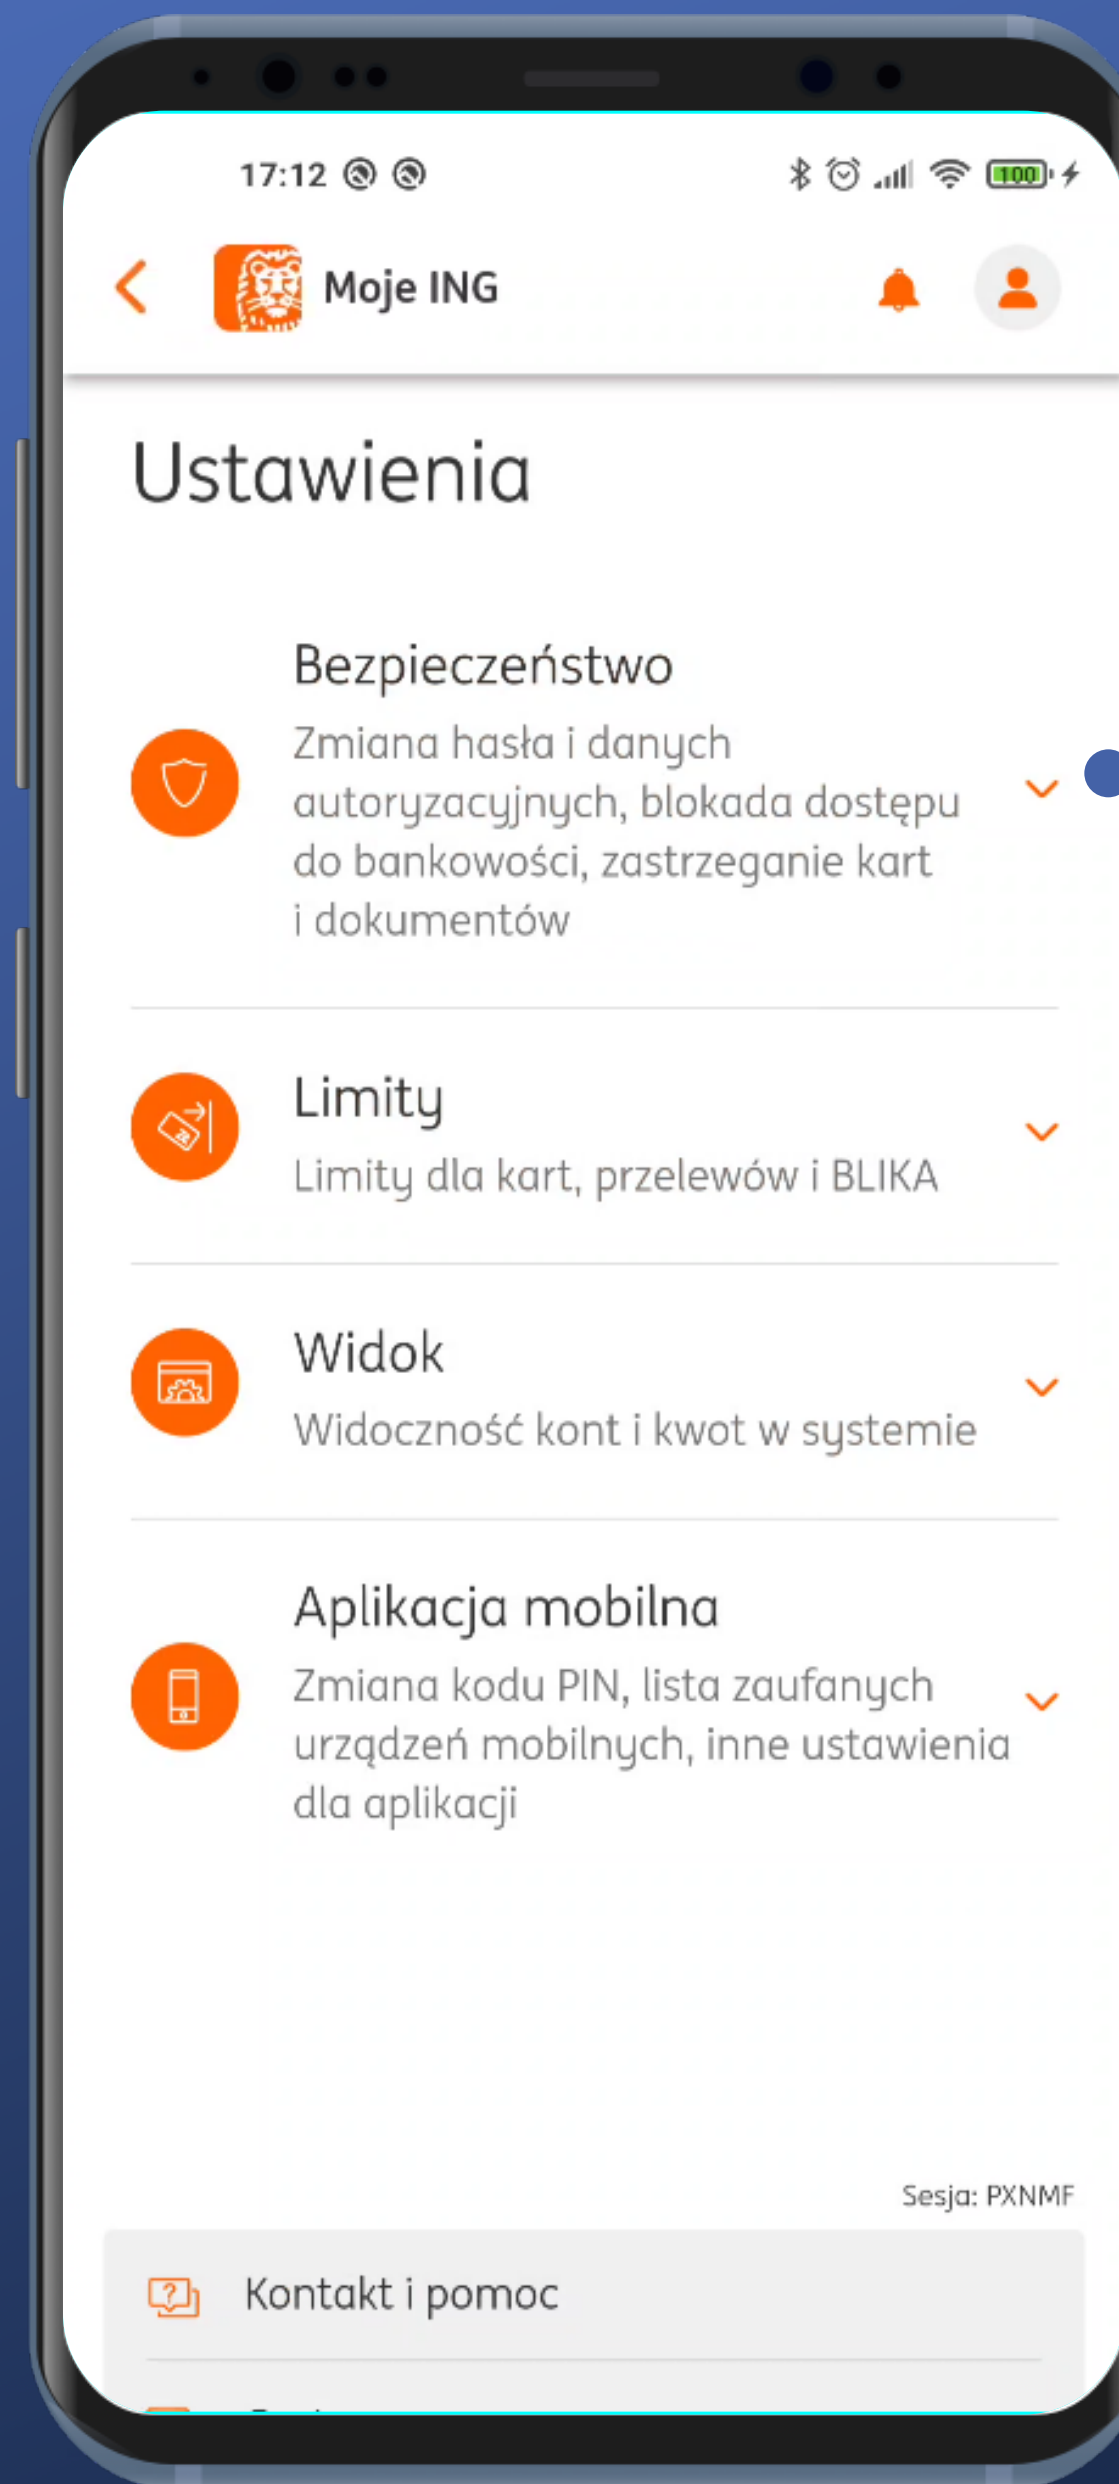 17:12
100
Moje ING
Ustawienia
Bezpieczeństwo
Zmiana hasła i danych
autoryzacyjnych, blokada dostępu
do bankowości, zastrzeganie kart
i dokumentów
Limity
Limity dla kart, przelewów i BLIKA
Widok
Widoczność kont i kwot w systemie
Aplikacja mobilna
Zmiana kodu PIN, lista zaufanych
urządzeń mobilnych, inne ustawienia
dla aplikacji
Sesja: PXNMF
Kontakt i pomoc